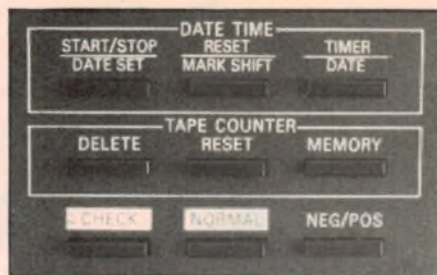 DATE TIME
START/STOP RESET TIMER
DATE SET MARK SHIFT DATE
TAPE COUNTER
DELETE RESET MEMORY
CHECK NORMAL NEG/POS